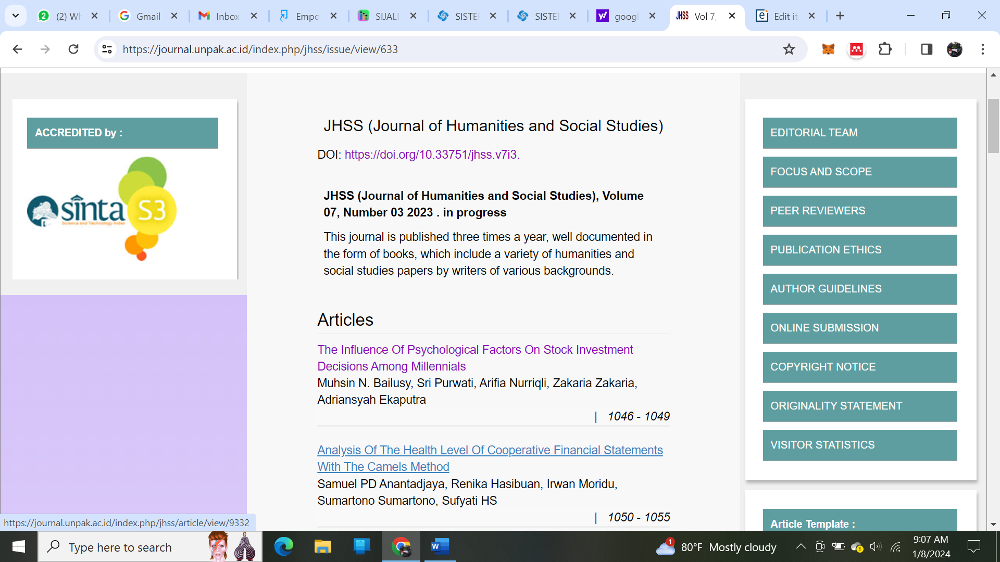 (2) Wh
Gmail
Inbox
Empo
SIJALI
SISTE
SISTE
googl
JHSS Vol 7,
Edit it
https://journal.unpak.ac.id/index.php/jhss/issue/view/633
ACCREDITED by :
sinta S3
Science and Technology Index
JHSS (Journal of Humanities and Social Studies)
DOI: https://doi.org/10.33751/jhss.v7i3.
JHSS (Journal of Humanities and Social Studies), Volume
07, Number 03 2023 . in progress
This journal is published three times a year, well documented in
the form of books, which include a variety of humanities and
social studies papers by writers of various backgrounds.
Articles
The Influence Of Psychological Factors On Stock Investment
Decisions Among Millennials
Muhsin N. Bailusy, Sri Purwati, Arifia Nurriqli, Zakaria Zakaria,
Adriansyah Ekaputra
| 1046 - 1049
Analysis Of The Health Level Of Cooperative Financial Statements
With The Camels Method
Samuel PD Anantadjaya, Renika Hasibuan, Irwan Moridu,
Sumartono Sumartono, Sufyati HS
| 1050 - 1055
EDITORIAL TEAM
FOCUS AND SCOPE
PEER REVIEWERS
PUBLICATION ETHICS
AUTHOR GUIDELINES
ONLINE SUBMISSION
COPYRIGHT NOTICE
ORIGINALITY STATEMENT
VISITOR STATISTICS
Article Template :
https://journal.unpak.ac.id/index.php/jhss/article/view/9332
Type here to search
1
80°F Mostly cloudy
9:07 AM
1/8/2024